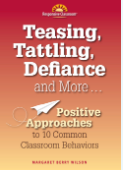 Responsive Classroom
Teasing,
Tattling,
Defiance
and More...
Positive
Approaches
to 10 Common
Classroom Behaviors
MARGARET BERRY WILSON